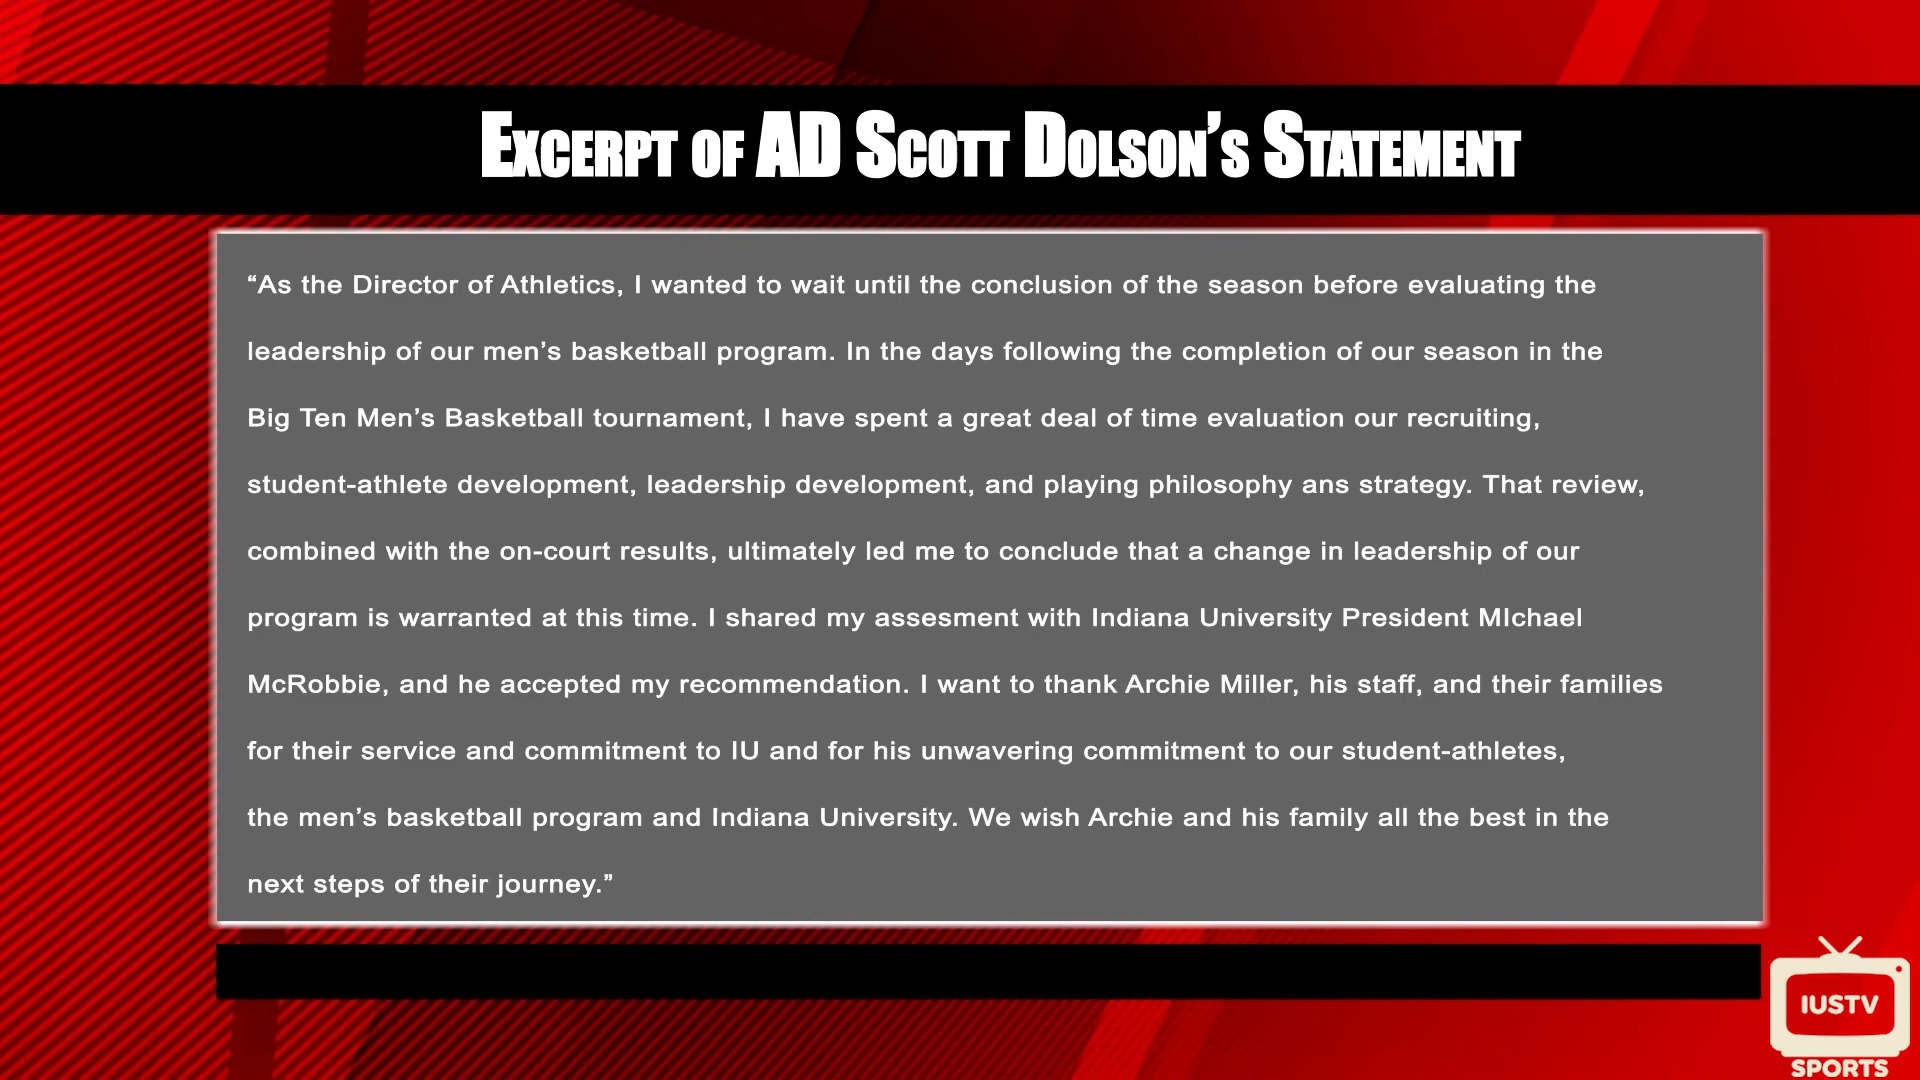 Excerpt of AD Scott Dolson’s Statement
“As the Director of Athletics, I wanted to wait until the conclusion of the season before evaluating the
leadership of our men’s basketball program. In the days following the completion of our season in the
Big Ten Men’s Basketball tournament, I have spent a great deal of time evaluation our recruiting,
student-athlete development, leadership development, and playing philosophy ans strategy. That review,
combined with the on-court results, ultimately led me to conclude that a change in leadership of our
program is warranted at this time. I shared my assesment with Indiana University President MIchael
McRobbie, and he accepted my recommendation. I want to thank Archie Miller, his staff, and their families
for their service and commitment to IU and for his unwavering commitment to our student-athletes,
the men’s basketball program and Indiana University. We wish Archie and his family all the best in the
next steps of their journey.”
IUSTV
SPORTS